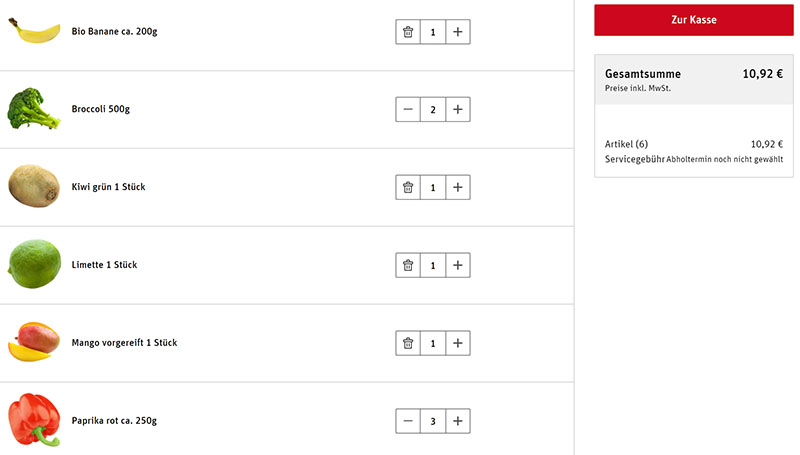 Bio Banane ca. 200g
1
Broccoli 500g
2
Kiwi grün 1 Stück
1
Limette 1 Stück
1
Mango vorgereift 1 Stück
1
Paprika rot ca. 250g
3
Zur Kasse
Gesamtsumme 10,92 €
Preise inkl. MwSt.
Artikel (6) 10,92 €
Servicegebühr Abholtermin noch nicht gewählt